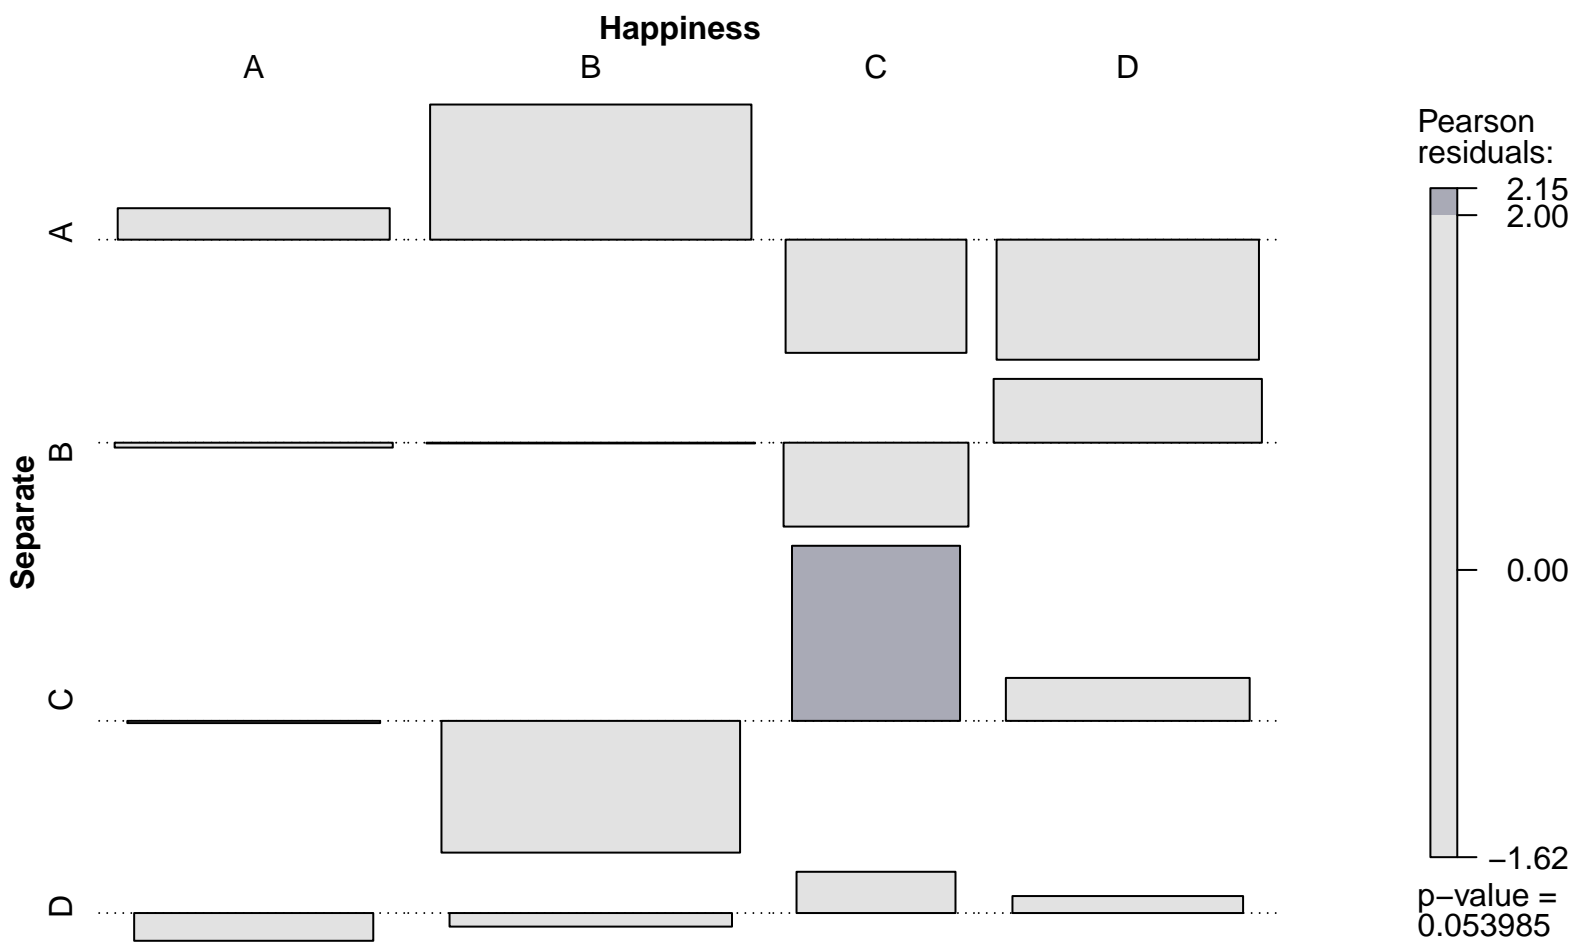 Happiness
A B C D
Separate
A
B
C
D
Pearson
residuals:
2.15
2.00
0.00
−1.62
p−value =
0.053985